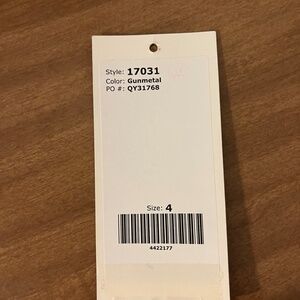 Style: 17031
Color: Gunmetal
PO #: QY31768
Size: 4
4422177